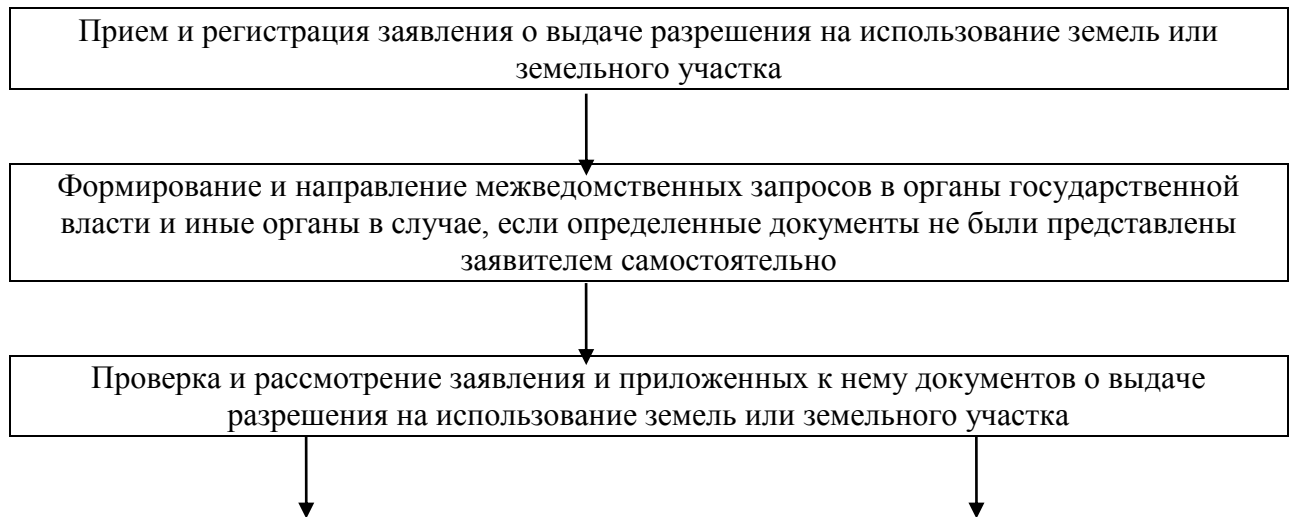 Прием и регистрация заявления о выдаче разрешения на использование земель или
земельного участка
Формирование и направление межведомственных запросов в органы государственной
власти и иные органы в случае, если определенные документы не были представлены
заявителем самостоятельно
Проверка и рассмотрение заявления и приложенных к нему документов о выдаче
разрешения на использование земель или земельного участка